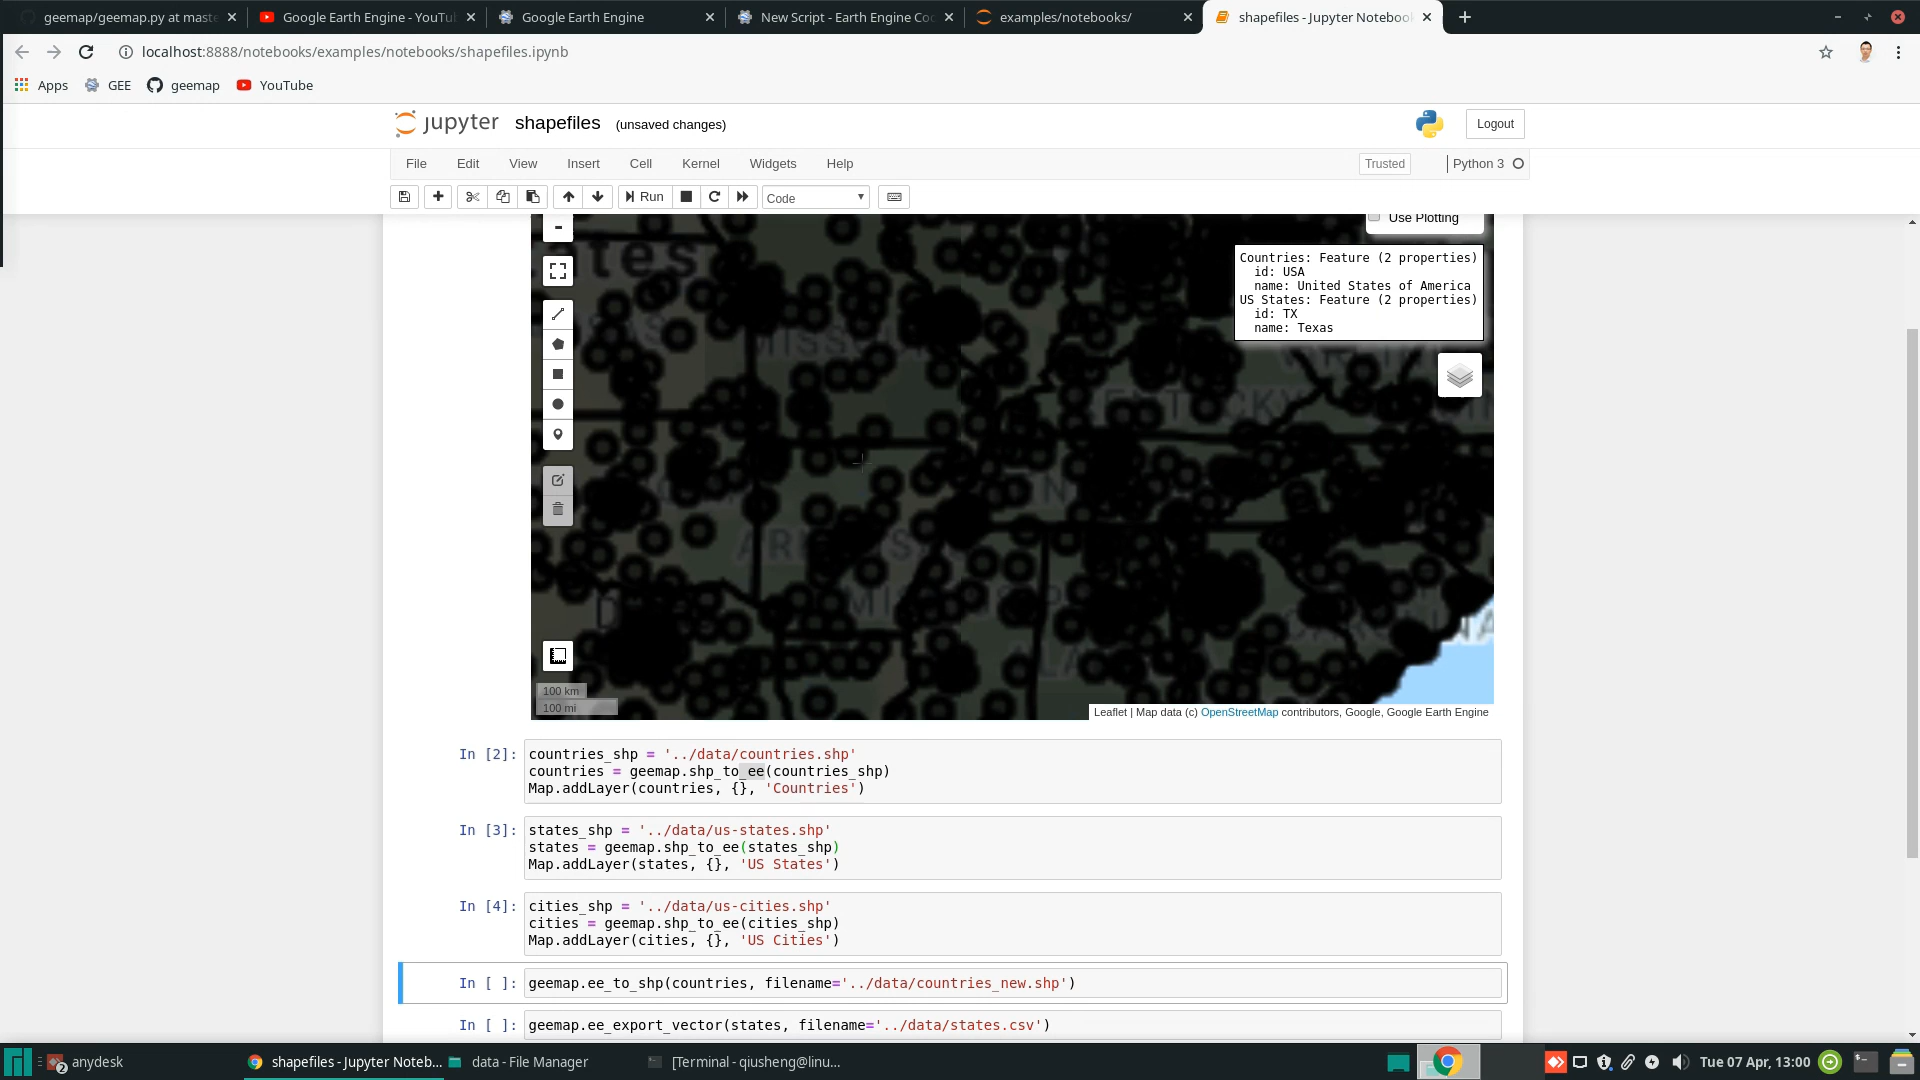 geemap/geemap.py at maste
Google Earth Engine - YouTu
Google Earth Engine
New Script - Earth Engine Co
examples/notebooks/
shapefiles - Jupyter Notebook
localhost:8888/notebooks/examples/notebooks/shapefiles.ipynb
Apps
GEE
geemap
YouTube
jupyter
shapefiles
(unsaved changes)
Logout
File
Edit
View
Insert
Cell
Kernel
Widgets
Help
Trusted
Python 3
Run
Code
-
Use Plotting
Countries: Feature (2 properties)
id: USA
name: United States of America
US States: Feature (2 properties)
id: TX
name: Texas
100 km
100 mi
Leaflet | Map data (c) OpenStreetMap contributors, Google, Google Earth Engine
In [2]:
countries_shp = '../data/countries.shp'
countries = geemap.shp_to_ee(countries_shp)
Map.addLayer(countries, {}, 'Countries')
In [3]:
states_shp = '../data/us-states.shp'
states = geemap.shp_to_ee(states_shp)
Map.addLayer(states, {}, 'US States')
In [4]:
cities_shp = '../data/us-cities.shp'
cities = geemap.shp_to_ee(cities_shp)
Map.addLayer(cities, {}, 'US Cities')
In [ ]:
geemap.ee_to_shp(countries, filename='../data/countries_new.shp')
In [ ]:
geemap.ee_export_vector(states, filename='../data/states.csv')
2
anydesk
shapefiles - Jupyter Noteb...
data - File Manager
[Terminal - qiusheng@linu...
Tue 07 Apr, 13:00